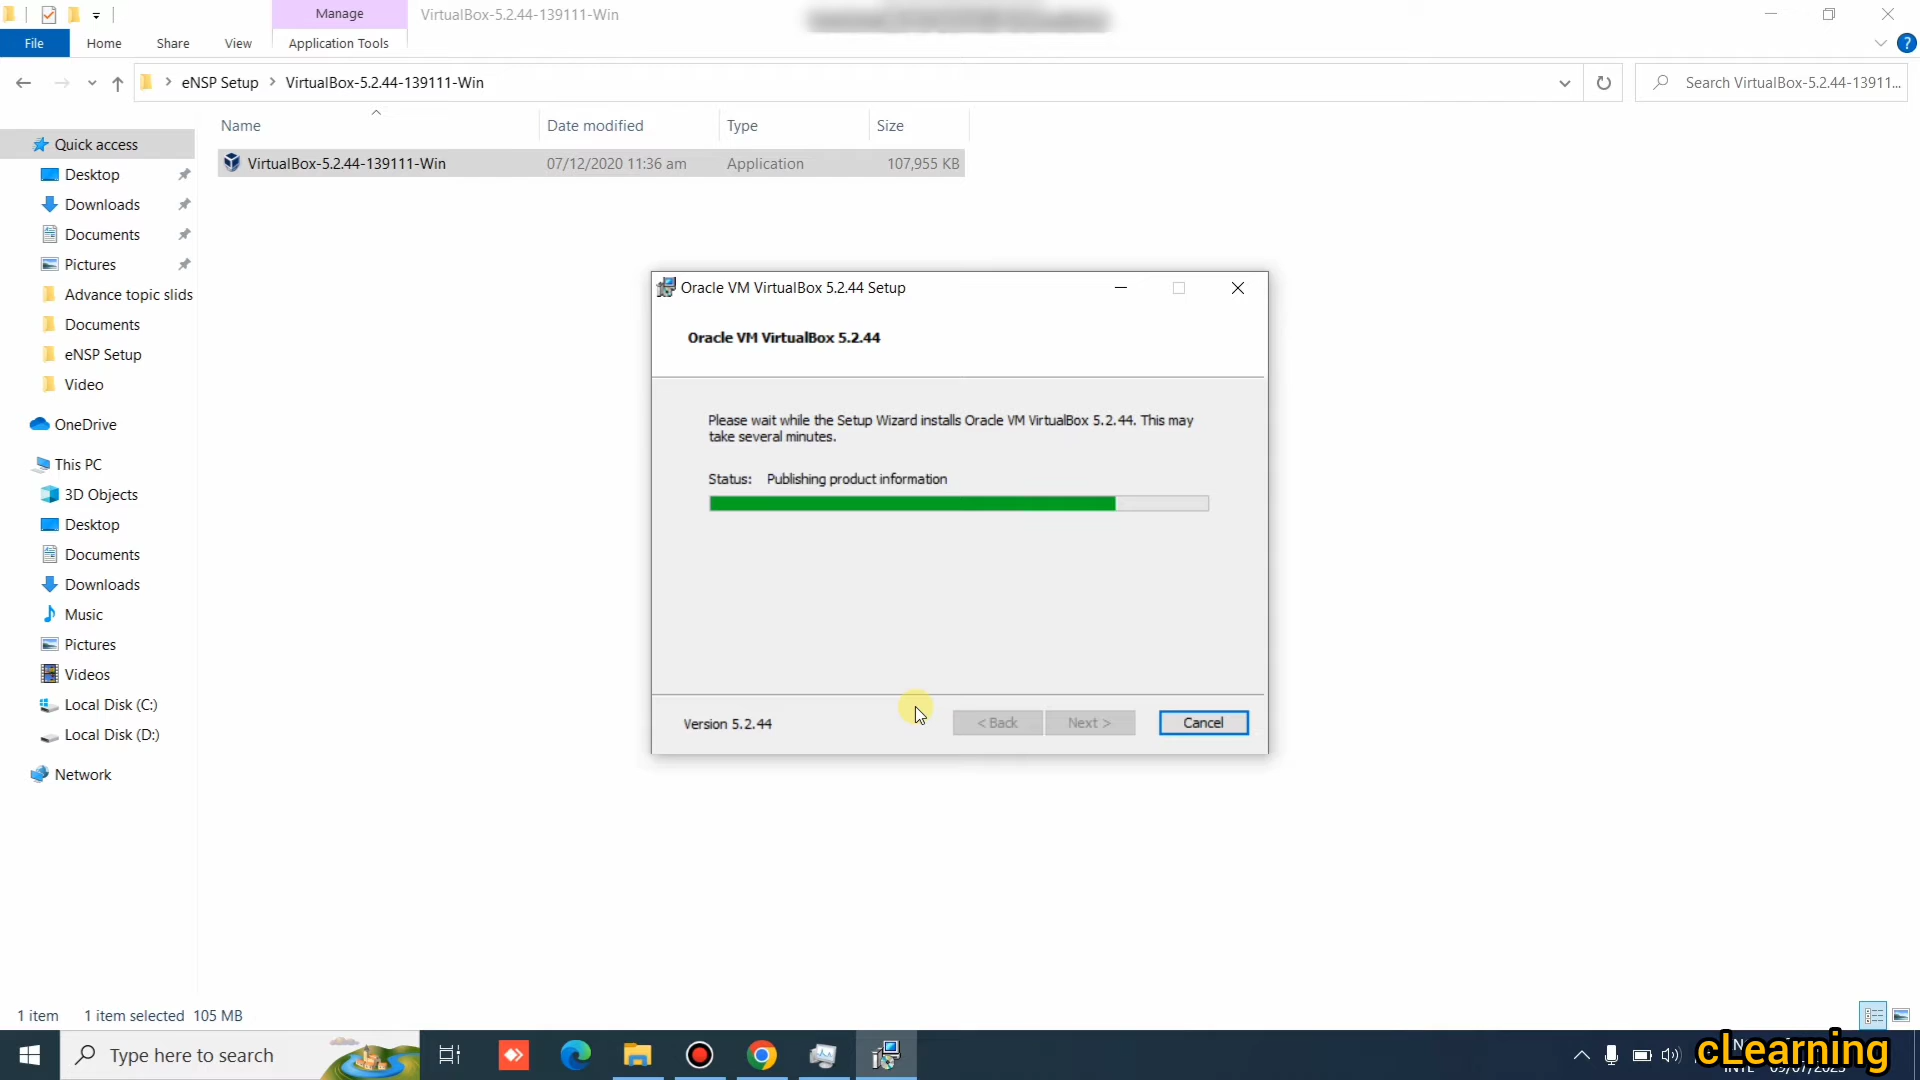 Manage
VirtualBox-5.2.44-139111-Win
File
Home
Share
View
Application Tools
eNSP Setup
VirtualBox-5.2.44-139111-Win
Search VirtualBox-5.2.44-13911...
Name
Date modified
Type
Size
VirtualBox-5.2.44-139111-Win
07/12/2020 11:36 am
Application
107,955 KB
Quick access
Desktop
Downloads
Documents
Pictures
Advance topic slids
Documents
eNSP Setup
Video
OneDrive
This PC
3D Objects
Desktop
Documents
Downloads
Music
Pictures
Videos
Local Disk (C:)
Local Disk (D:)
Network
Oracle VM VirtualBox 5.2.44 Setup
Oracle VM VirtualBox 5.2.44
Please wait while the Setup Wizard installs Oracle VM VirtualBox 5.2.44. This may
take several minutes.
Status: Publishing product information
Version 5.2.44
< Back
Next >
Cancel
1 item
1 item selected 105 MB
Type here to search
cLearning